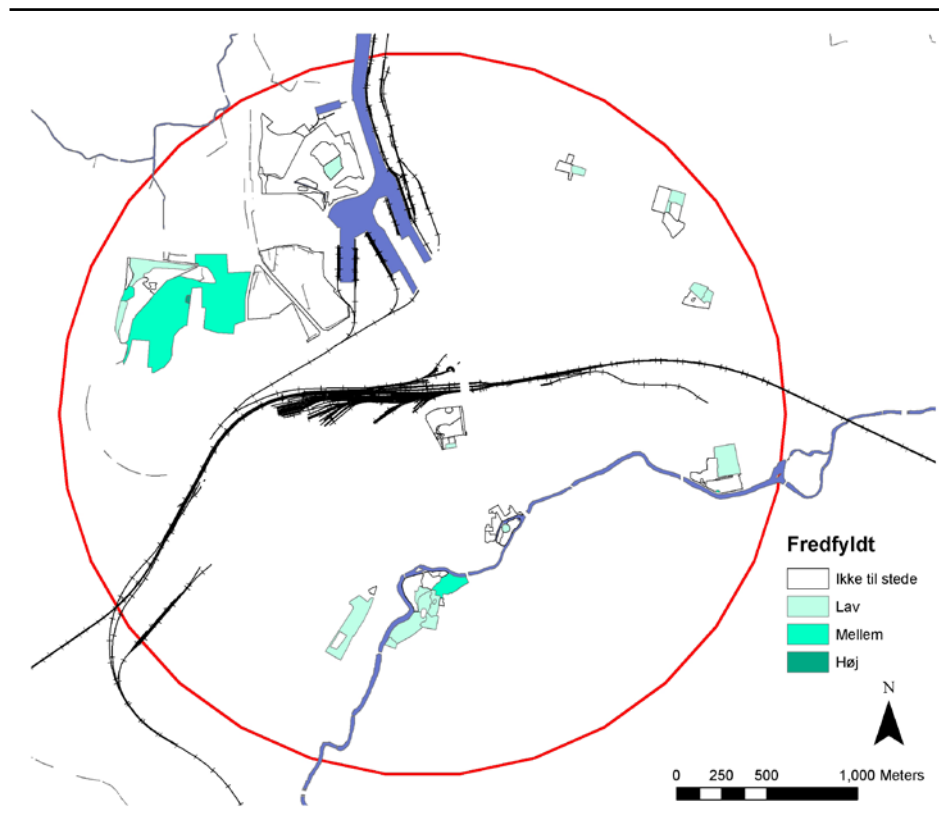 Fredfyldt
Ikke til stede
Lav
Mellem
Høj
N
0 250 500 1,000 Meters